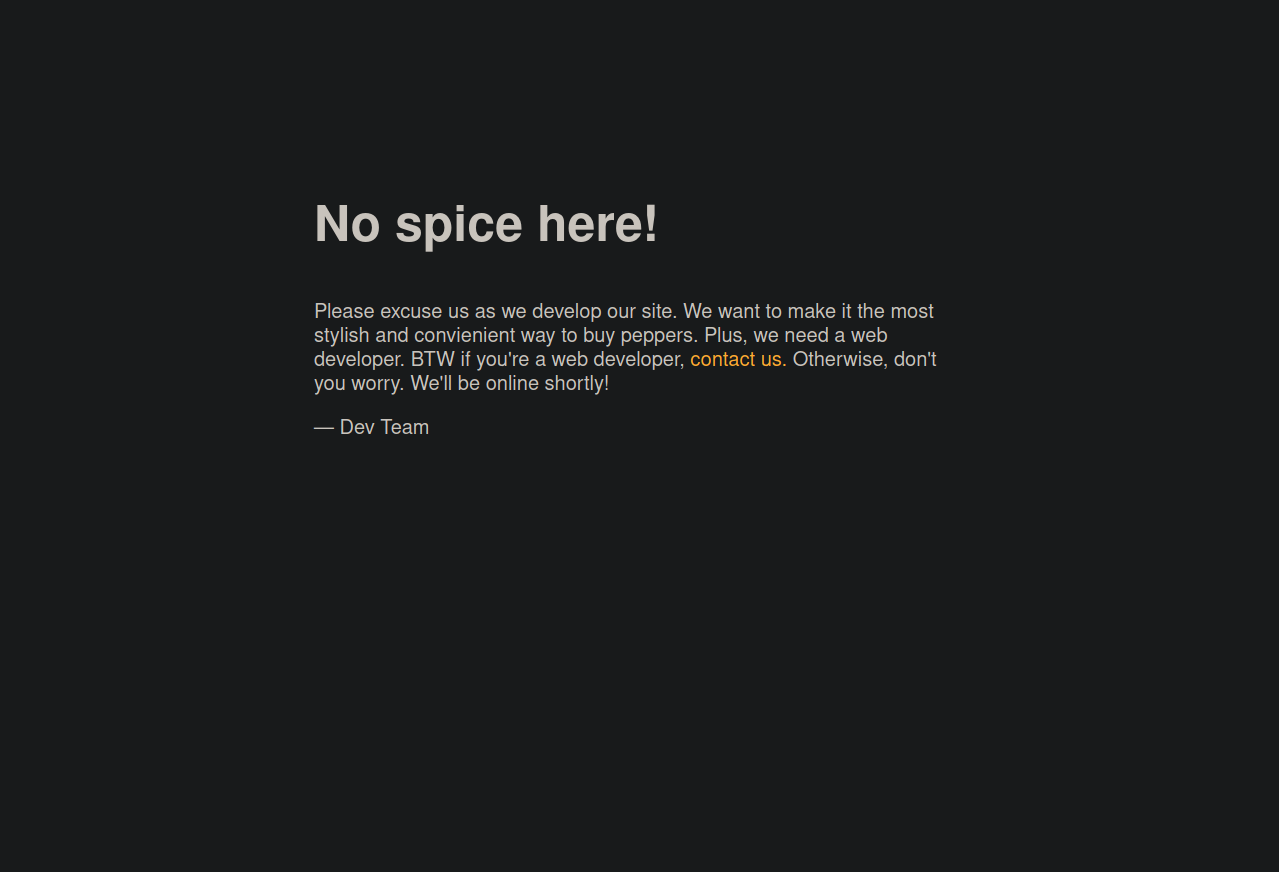 No spice here!
Please excuse us as we develop our site. We want to make it the most
stylish and convienient way to buy peppers. Plus, we need a web
developer. BTW if you're a web developer, contact us. Otherwise, don't
you worry. We'll be online shortly!
— Dev Team